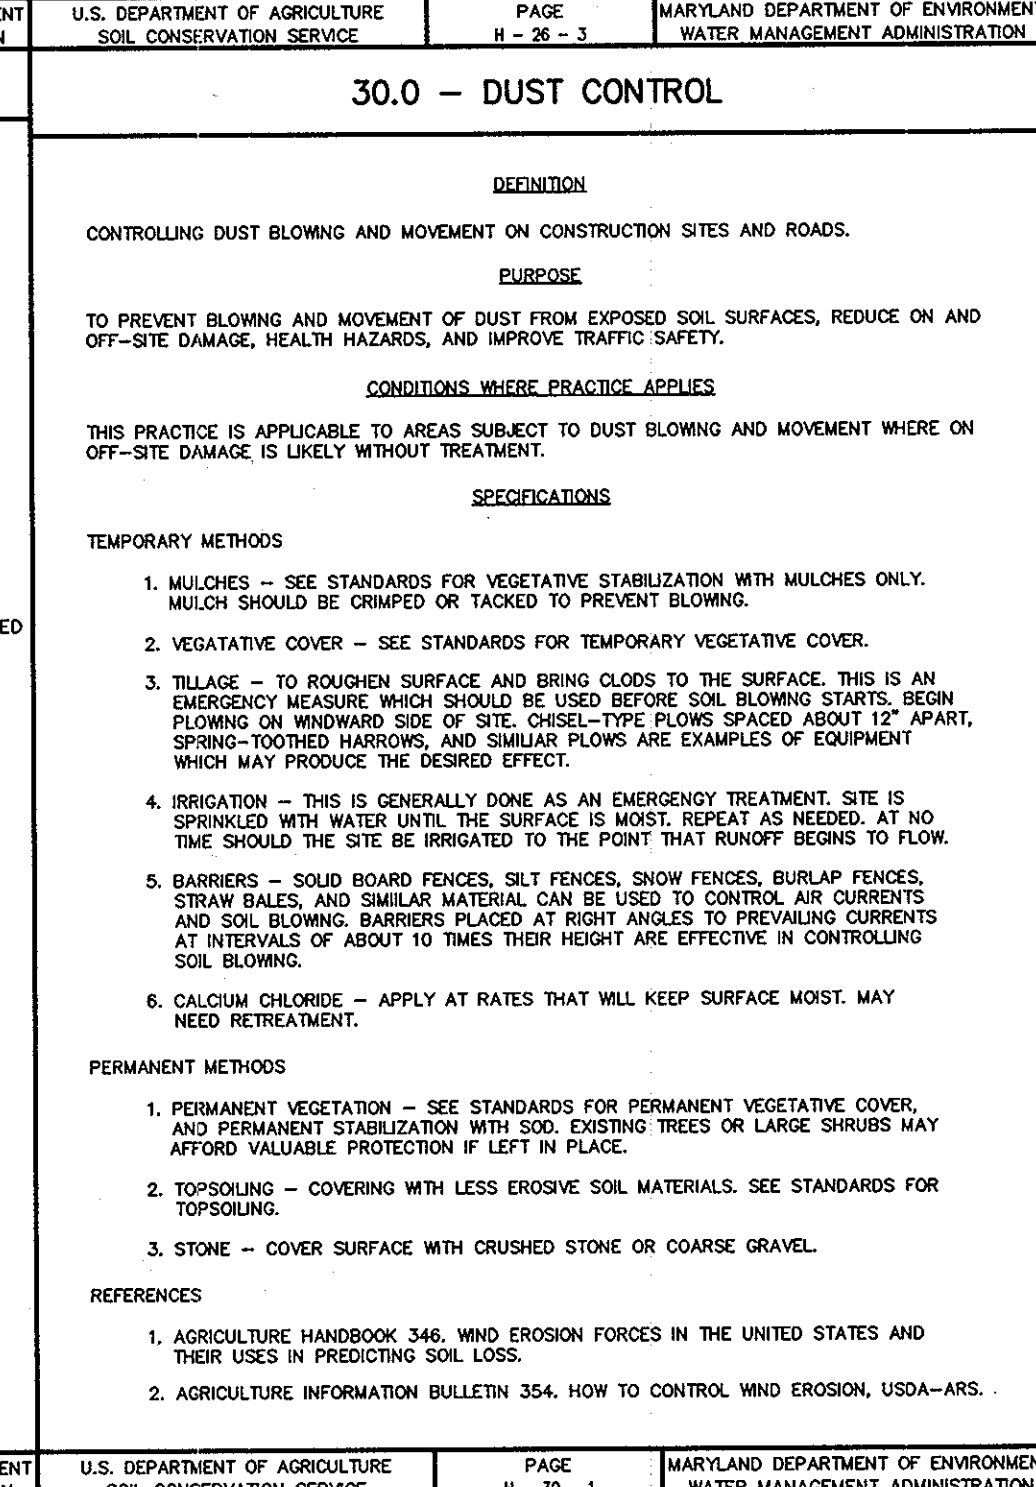 ENT
N
U.S. DEPARTMENT OF AGRICULTURE
SOIL CONSERVATION SERVICE
PAGE
H - 26 - 3
MARYLAND DEPARTMENT OF ENVIRONMENT
WATER MANAGEMENT ADMINISTRATION
30.0 - DUST CONTROL
DEFINITION
CONTROLLING DUST BLOWING AND MOVEMENT ON CONSTRUCTION SITES AND ROADS.
PURPOSE
TO PREVENT BLOWING AND MOVEMENT OF DUST FROM EXPOSED SOIL SURFACES, REDUCE ON AND
OFF-SITE DAMAGE, HEALTH HAZARDS, AND IMPROVE TRAFFIC SAFETY.
CONDITIONS WHERE PRACTICE APPLIES
THIS PRACTICE IS APPLICABLE TO AREAS SUBJECT TO DUST BLOWING AND MOVEMENT WHERE ON
OFF-SITE DAMAGE IS LIKELY WITHOUT TREATMENT.
SPECIFICATIONS
TEMPORARY METHODS
1. MULCHES - SEE STANDARDS FOR VEGETATIVE STABILIZATION WITH MULCHES ONLY.
MULCH SHOULD BE CRIMPED OR TACKED TO PREVENT BLOWING.
ED
2. VEGATATIVE COVER - SEE STANDARDS FOR TEMPORARY VEGETATIVE COVER.
3. TILLAGE - TO ROUGHEN SURFACE AND BRING CLODS TO THE SURFACE. THIS IS AN
EMERGENCY MEASURE WHICH SHOULD BE USED BEFORE SOIL BLOWING STARTS. BEGIN
PLOWING ON WINDWARD SIDE OF SITE. CHISEL-TYPE PLOWS SPACED ABOUT 12" APART,
SPRING-TOOTHED HARROWS, AND SIMILIAR PLOWS ARE EXAMPLES OF EQUIPMENT
WHICH MAY PRODUCE THE DESIRED EFFECT.
4. IRRIGATION - THIS IS GENERALLY DONE AS AN EMERGENGY TREATMENT. SITE IS
SPRINKLED WITH WATER UNTIL THE SURFACE IS MOIST. REPEAT AS NEEDED. AT NO
TIME SHOULD THE SITE BE IRRIGATED TO THE POINT THAT RUNOFF BEGINS TO FLOW.
5. BARRIERS - SOLID BOARD FENCES, SILT FENCES, SNOW FENCES, BURLAP FENCES,
STRAW BALES, AND SIMIILAR MATERIAL CAN BE USED TO CONTROL AIR CURRENTS
AND SOIL BLOWING. BARRIERS PLACED AT RIGHT ANGLES TO PREVAILING CURRENTS
AT INTERVALS OF ABOUT 10 TIMES THEIR HEIGHT ARE EFFECTIVE IN CONTROLLING
SOIL BLOWING.
6. CALCIUM CHLORIDE - APPLY AT RATES THAT WILL KEEP SURFACE MOIST. MAY
NEED RETREATMENT.
PERMANENT METHODS
1. PERMANENT VEGETATION - SEE STANDARDS FOR PERMANENT VEGETATIVE COVER,
AND PERMANENT STABILIZATION WITH SOD. EXISTING TREES OR LARGE SHRUBS MAY
AFFORD VALUABLE PROTECTION IF LEFT IN PLACE.
2. TOPSOILING - COVERING WITH LESS EROSIVE SOIL MATERIALS. SEE STANDARDS FOR
TOPSOILING.
3. STONE - COVER SURFACE WITH CRUSHED STONE OR COARSE GRAVEL.
REFERENCES
1. AGRICULTURE HANDBOOK 346. WIND EROSION FORCES IN THE UNITED STATES AND
THEIR USES IN PREDICTING SOIL LOSS.
2. AGRICULTURE INFORMATION BULLETIN 354. HOW TO CONTROL WIND EROSION, USDA-ARS.
ENT
U.S. DEPARTMENT OF AGRICULTURE
SOIL CONSERVATION SERVICE
PAGE
H - 30 - 1
MARYLAND DEPARTMENT OF ENVIRONMEN
WATER MANAGEMENT ADMINISTRATION